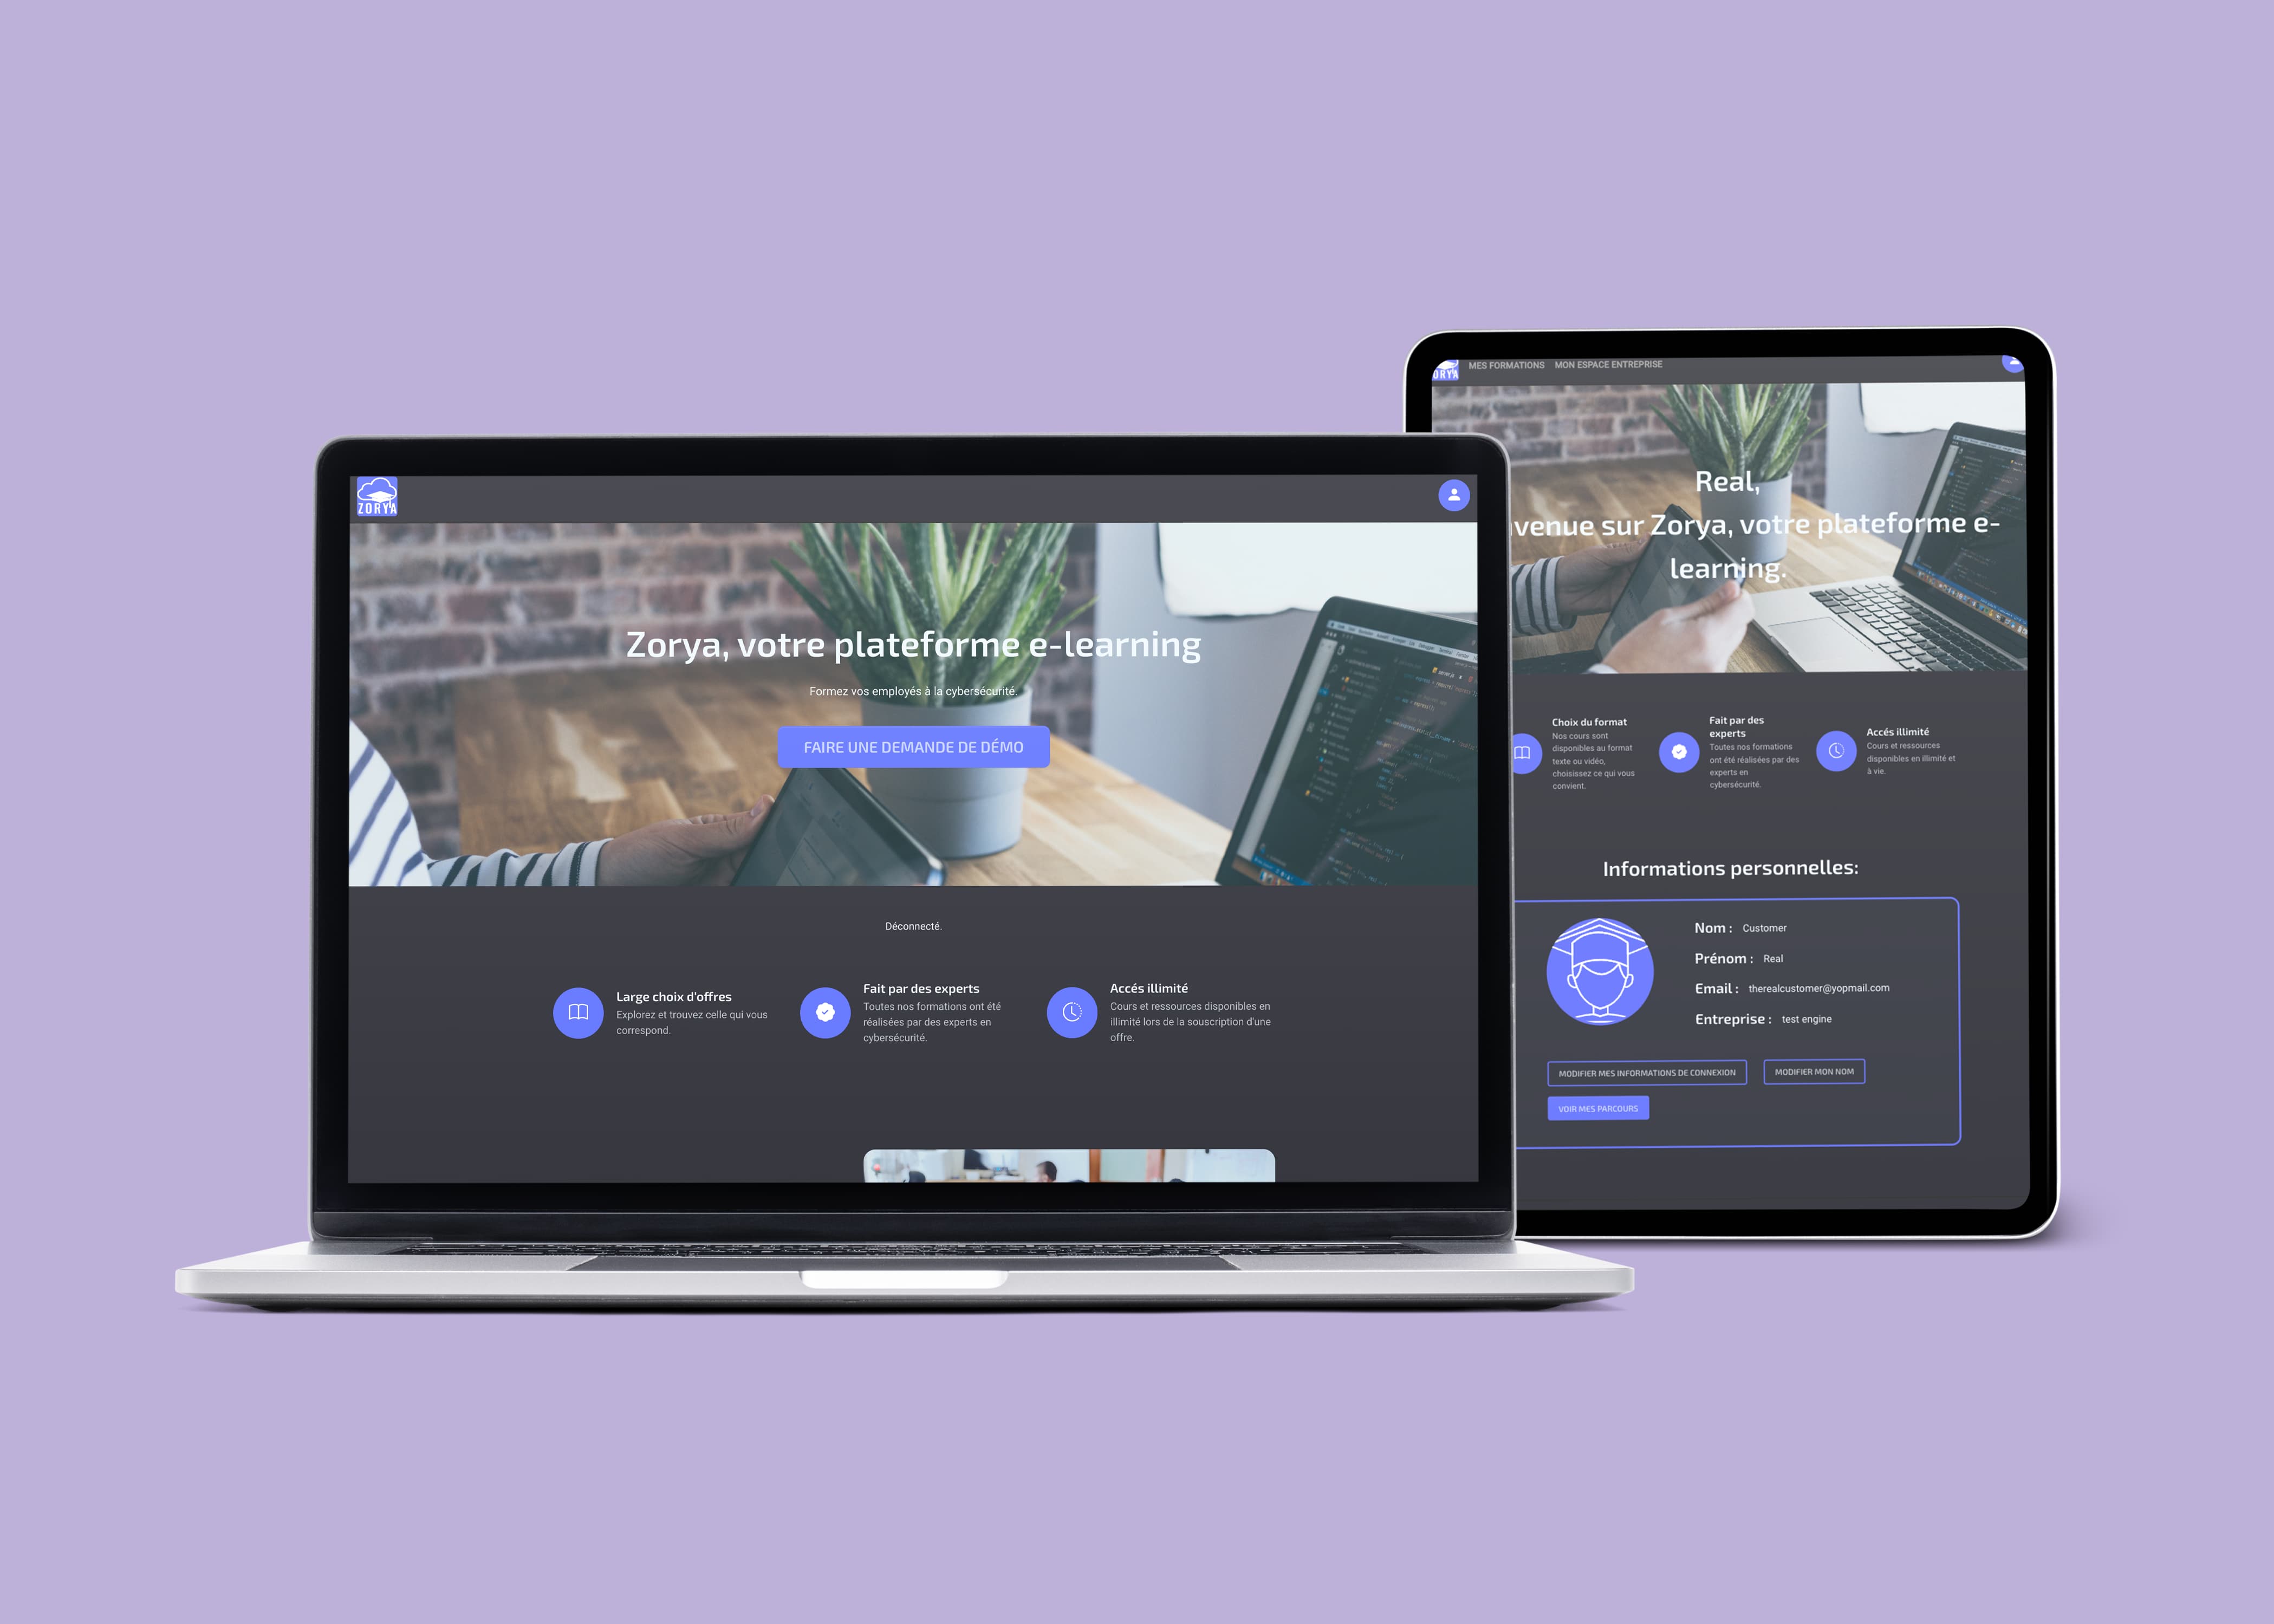 ZORYA
Zorya, votre plateforme e-learning
Formez vos employés à la cybersécurité.
FAIRE UNE DEMANDE DE DÉMO
Déconnecté.
Large choix d'offres
Explorez et trouvez celle qui vous
correspond.
Fait par des experts
Toutes nos formations ont été
réalisées par des experts en
cybersécurité.
Accés illimité
Cours et ressources disponibles en
illimité lors de la souscription d'une
offre.
ORYA
MES FORMATIONS MON ESPACE ENTREPRISE
Real,
venue sur Zorya, votre plateforme e-
learning.
Choix du format
Nos cours sont
disponibles au format
texte ou vidéo,
choisissez ce qui vous
convient.
Fait par des
experts
Toutes nos formations
ont été réalisées par des
experts en
cybersécurité.
Accés illimité
Cours et ressources
disponibles en illimité et
à vie.
Informations personnelles:
Nom : Customer
Prénom : Real
Email : therealcustomer@yopmail.com
Entreprise : test engine
MODIFIER MES INFORMATIONS DE CONNEXION
MODIFIER MON NOM
VOIR MES PARCOURS